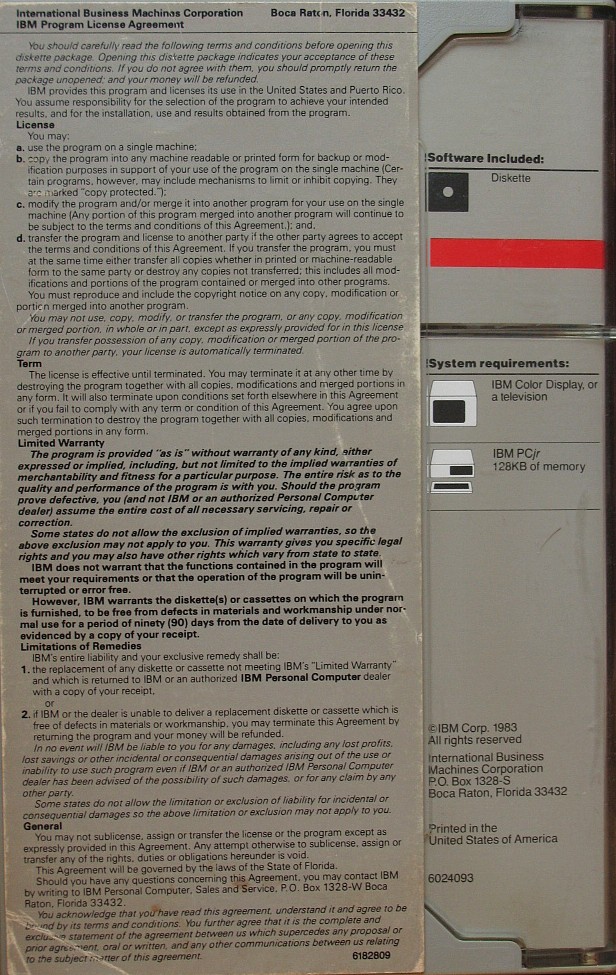 International Business Machines Corporation Boca Raton, Florida 33432
IBM Program License Agreement
You should carefully read the following terms and conditions before opening this
diskette package. Opening this diskette package indicates your acceptance of these
terms and conditions. If you do not agree with them, you should promptly return the
package unopened; and your money will be refunded.
IBM provides this program and licenses its use in the United States and Puerto Rico.
You assume responsibility for the selection of the program to achieve your intended
results, and for the installation, use and results obtained from the program.
License
You may:
a. use the program on a single machine;
b. copy the program into any machine readable or printed form for backup or mod-
ification purposes in support of your use of the program on the single machine (Cer-
tain programs, however, may include mechanisms to limit or inhibit copying. They
are marked "copy protected.");
c. modify the program and/or merge it into another program for your use on the single
machine (Any portion of this program merged into another program will continue to
be subject to the terms and conditions of this Agreement.); and,
d. transfer the program and license to another party if the other party agrees to accept
the terms and conditions of this Agreement. If you transfer the program, you must
at the same time either transfer all copies whether in printed or machine-readable
form to the same party or destroy any copies not transferred; this includes all mod-
ifications and portions of the program contained or merged into other programs.
You must reproduce and include the copyright notice on any copy, modification or
portion merged into another program.
You may not use, copy, modify, or transfer the program, or any copy, modification
or merged portion, in whole or in part, except as expressly provided for in this license
If you transfer possession of any copy, modification or merged portion of the pro-
gram to another party, your license is automatically terminated.
Term
The license is effective until terminated. You may terminate it at any other time by
destroying the program together with all copies, modifications and merged portions in
any form. It will also terminate upon conditions set forth elsewhere in this Agreement
or if you fail to comply with any term or condition of this Agreement. You agree upon
such termination to destroy the program together with all copies, modifications and
merged portions in any form.
Limited Warranty
The program is provided "as is" without warranty of any kind, either
expressed or implied, including, but not limited to the implied warranties of
merchantability and fitness for a particular purpose. The entire risk as to the
quality and performance of the program is with you. Should the program
prove defective, you (and not IBM or an authorized Personal Computer
dealer) assume the entire cost of all necessary servicing, repair or
correction.
Some states do not allow the exclusion of implied warranties, so the
above exclusion may not apply to you. This warranty gives you specific legal
rights and you may also have other rights which vary from state to state.
IBM does not warrant that the functions contained in the program will
meet your requirements or that the operation of the program will be unin-
terrupted or error free.
However, IBM warrants the diskette(s) or cassettes on which the program
is furnished, to be free from defects in materials and workmanship under nor-
mal use for a period of ninety (90) days from the date of delivery to you as
evidenced by a copy of your receipt.
Limitations of Remedies
IBM's entire liability and your exclusive remedy shall be:
1. the replacement of any diskette or cassette not meeting IBM's "Limited Warranty"
and which is returned to IBM or an authorized IBM Personal Computer dealer
with a copy of your receipt,
or
2. if IBM or the dealer is unable to deliver a replacement diskette or cassette which is
free of defects in materials or workmanship, you may terminate this Agreement by
returning the program and your money will be refunded.
In no event will IBM be liable to you for any damages, including any lost profits,
lost savings or other incidental or consequential damages arising out of the use or
inability to use such program even if IBM or an authorized IBM Personal Computer
dealer has been advised of the possibility of such damages, or for any claim by any
other party.
Some states do not allow the limitation or exclusion of liability for incidental or
consequential damages so the above limitation or exclusion may not apply to you.
General
You may not sublicense, assign or transfer the license or the program except as
expressly provided in this Agreement. Any attempt otherwise to sublicense, assign or
transfer any of the rights, duties or obligations hereunder is void.
This Agreement will be governed by the laws of the State of Florida.
Should you have any questions concerning this Agreement, you may contact IBM
by writing to IBM Personal Computer, Sales and Service, P.O. Box 1328-W Boca
Raton, Florida 33432.
You acknowledge that you have read this agreement, understand it and agree to be
bound by its terms and conditions. You further agree that it is the complete and
exclusive statement of the agreement between us which supercedes any proposal or
prior agreement, oral or written, and any other communications between us relating
to the subject matter of this agreement. 6182809
Software Included:
Diskette
System requirements:
IBM Color Display, or
a television
IBM PCjr
128KB of memory
©IBM Corp. 1983
All rights reserved
International Business
Machines Corporation
P.O. Box 1328-S
Boca Raton, Florida 33432
Printed in the
United States of America
6024093